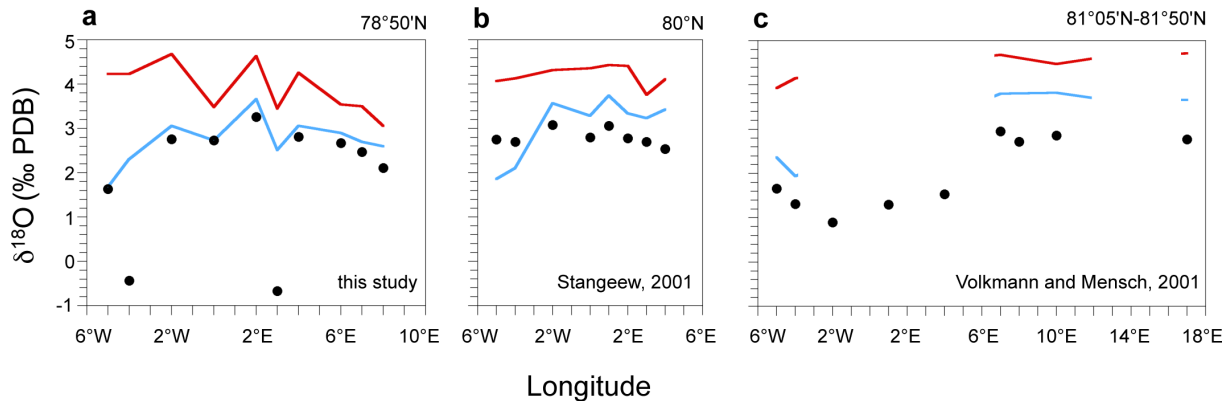 a 78°50'N b 80°N c 81°05'N-81°50'N
5
4
3
2
1
0
-1
δ18O (‰ PDB)
this study Stangeew, 2001 Volkmann and Mensch, 2001
6°W 2°W 2°E 6°E 10°E 6°W 2°W 2°E 6°E 6°W 2°W 2°E 6°E 10°E 14°E 18°E
Longitude